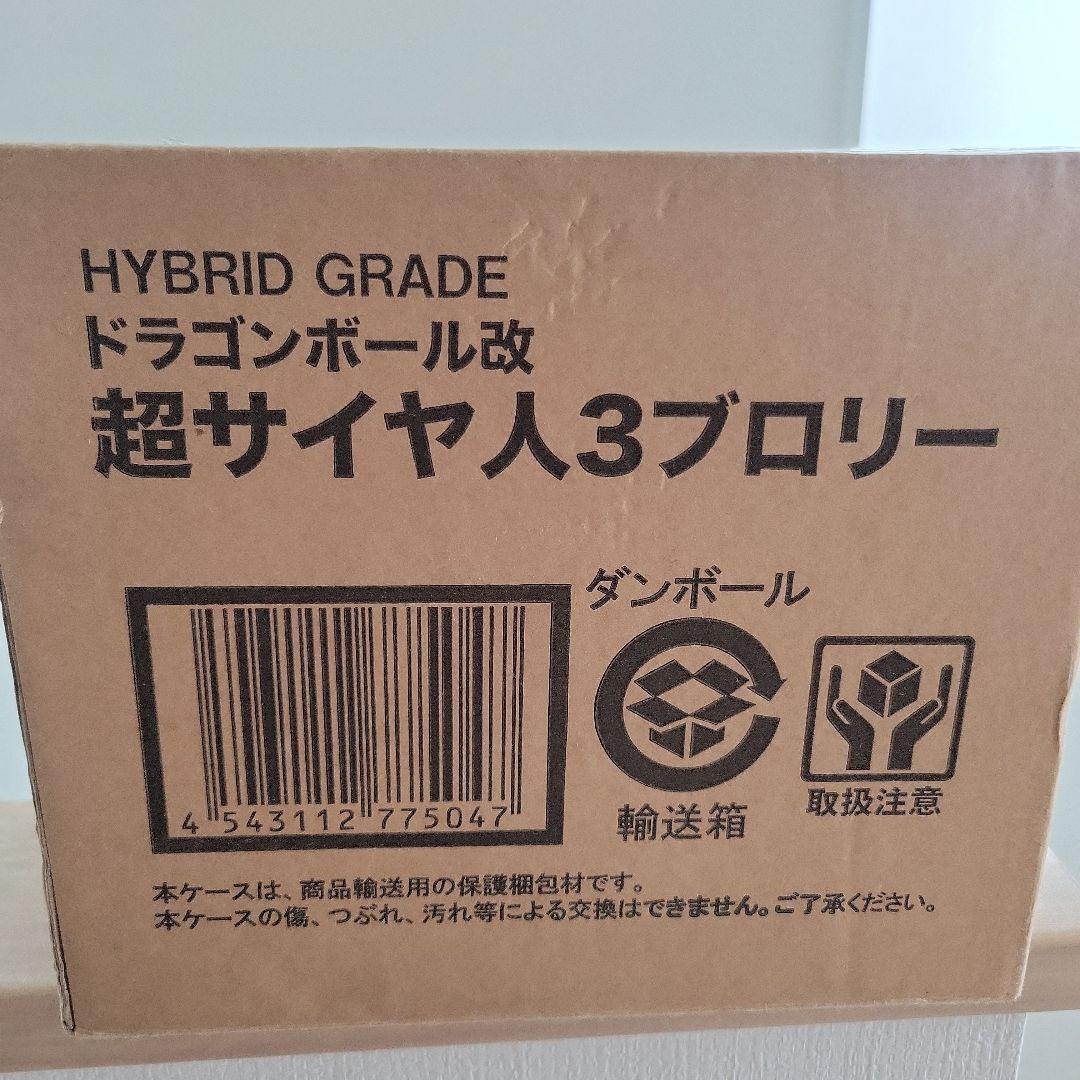 HYBRID GRADE
ドラゴンボール改
超サイヤ人3ブロリー
ダンボール
輸送箱
取扱注意
4 543112 775047
本ケースは、商品輸送用の保護梱包材です。
本ケースの傷、つぶれ、汚れ等による交換はできません。ご了承ください。